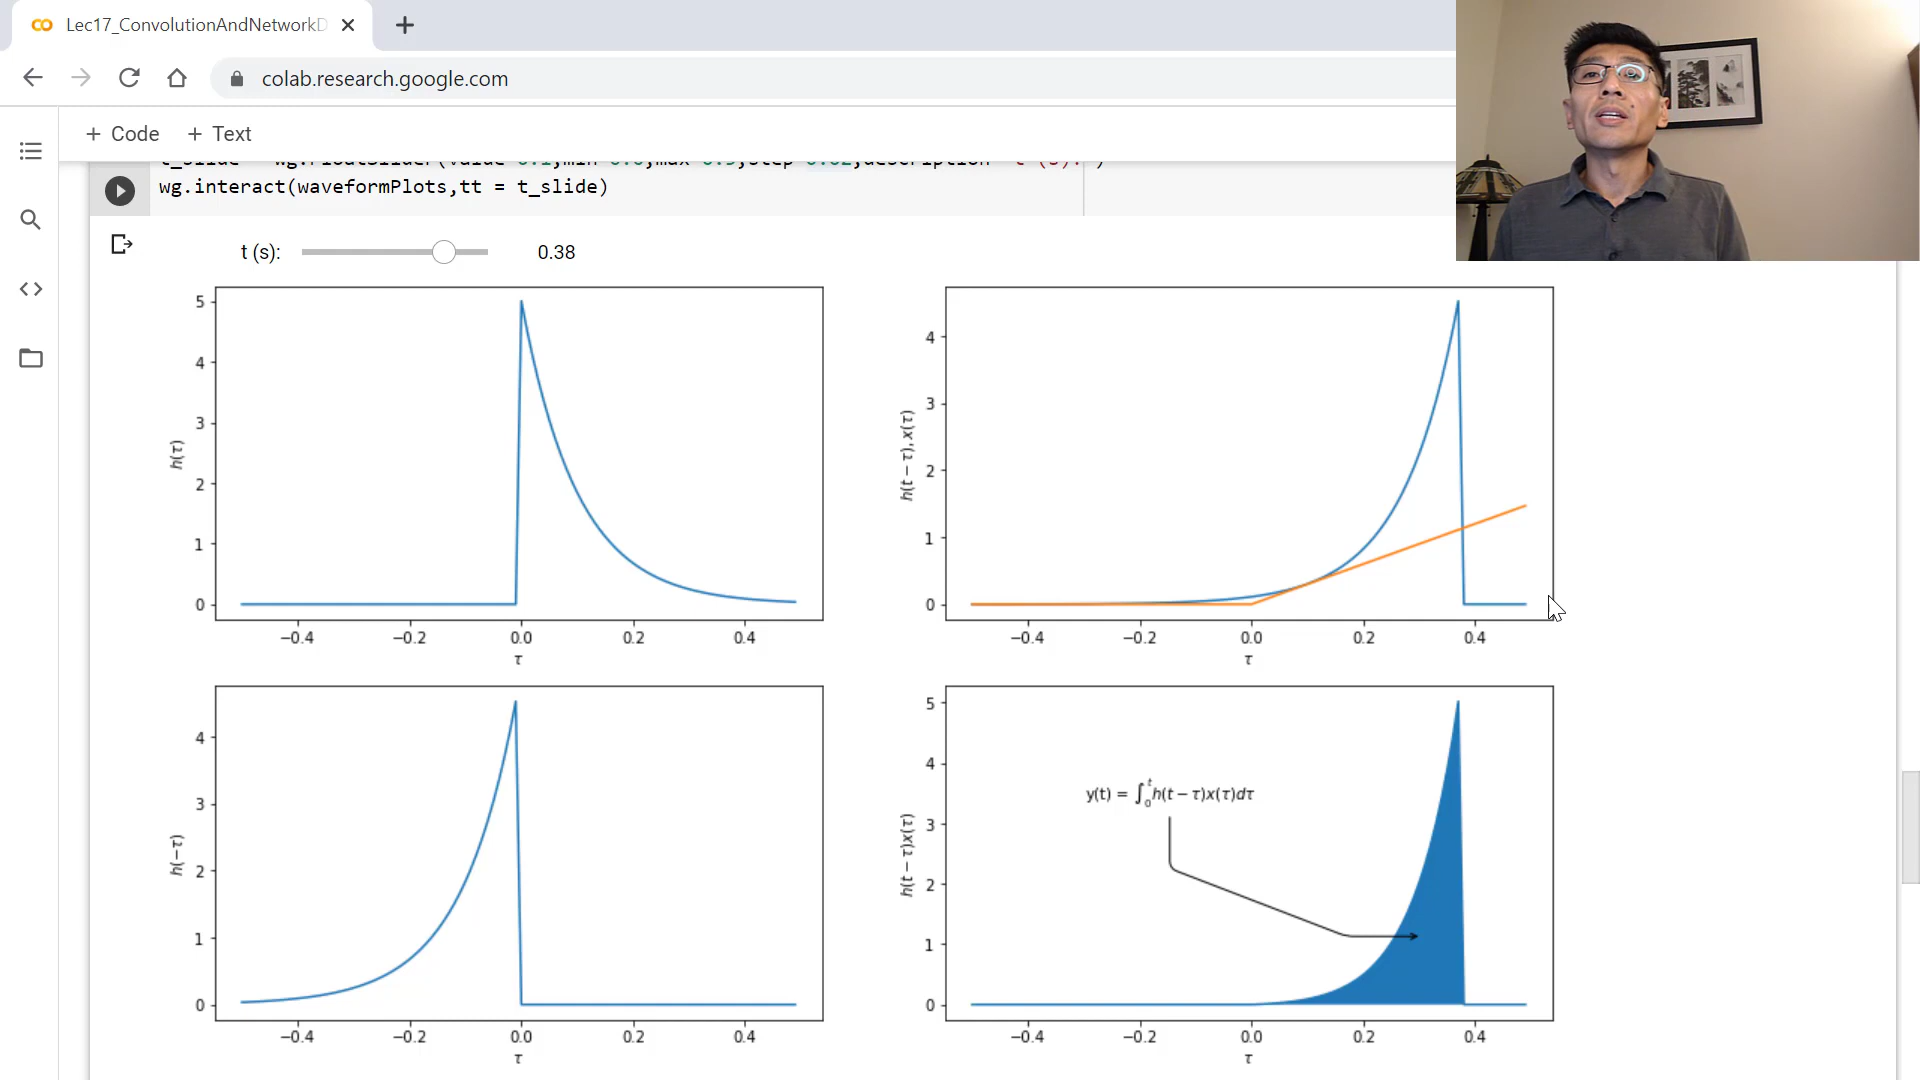 Lec17_ConvolutionAndNetworkD
colab.research.google.com
+ Code + Text
wg.interact(waveformPlots,tt = t_slide)
t (s): 0.38
5
4
3
2
1
0
h(τ)
−0.4 −0.2 0.0 0.2 0.4
τ
4
3
2
1
0
h(t − τ), x(τ)
−0.4 −0.2 0.0 0.2 0.4
τ
4
3
2
1
0
h(−τ)
−0.4 −0.2 0.0 0.2 0.4
τ
5
4
3
2
1
0
h(t − τ)x(τ)
y(t) = ∫₀ᵗh(t − τ)x(τ)dτ
−0.4 −0.2 0.0 0.2 0.4
τ